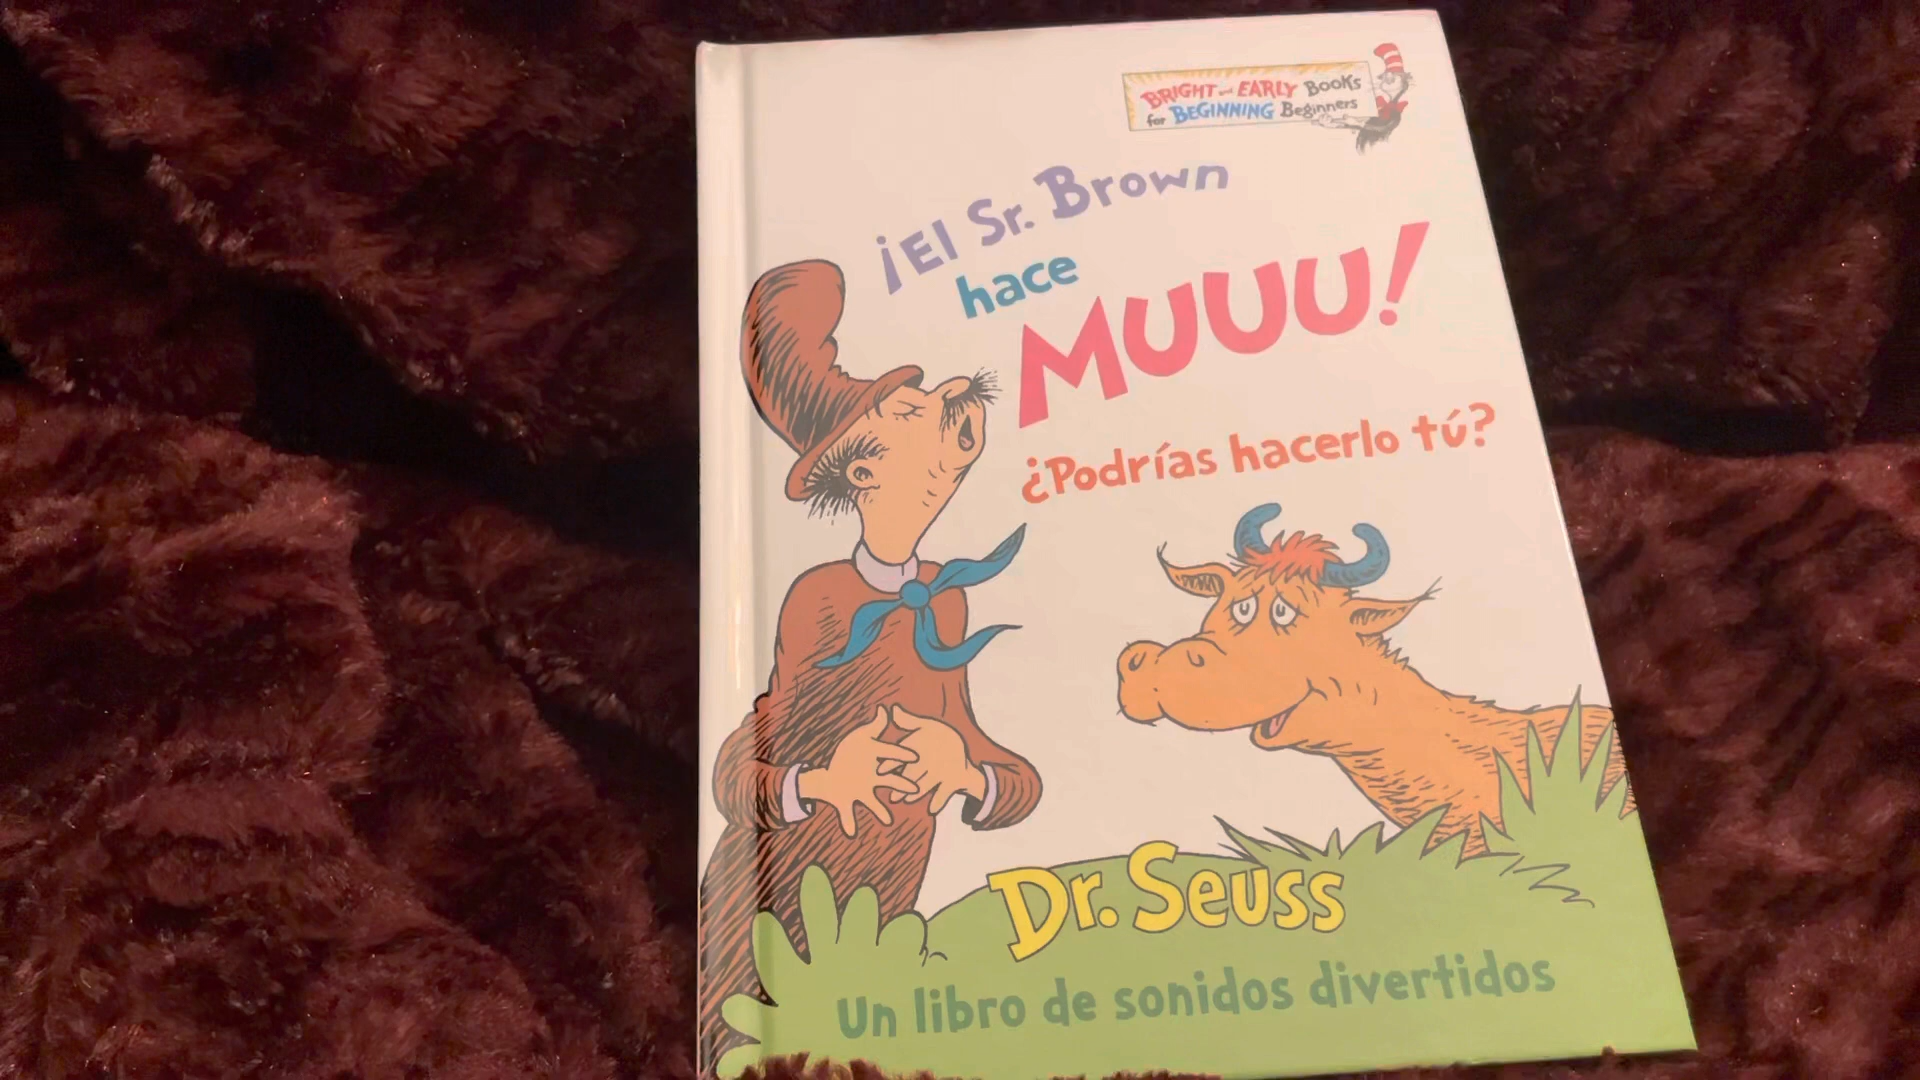 BRIGHT and EARLY BOOKS
for BEGINNING Beginners
¡El Sr. Brown
hace
MUUU!
¿Podrías hacerlo tú?
Dr. Seuss
Un libro de sonidos divertidos